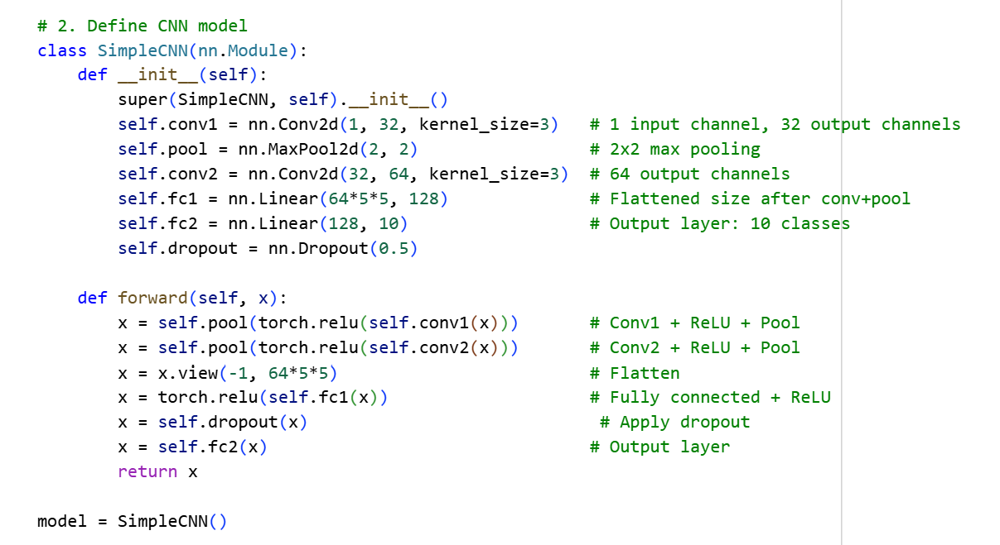 # 2. Define CNN model
class SimpleCNN(nn.Module):
    def __init__(self):
        super(SimpleCNN, self).__init__()
        self.conv1 = nn.Conv2d(1, 32, kernel_size=3)   # 1 input channel, 32 output channels
        self.pool = nn.MaxPool2d(2, 2)                 # 2x2 max pooling
        self.conv2 = nn.Conv2d(32, 64, kernel_size=3)  # 64 output channels
        self.fc1 = nn.Linear(64*5*5, 128)              # Flattened size after conv+pool
        self.fc2 = nn.Linear(128, 10)                  # Output layer: 10 classes
        self.dropout = nn.Dropout(0.5)

    def forward(self, x):
        x = self.pool(torch.relu(self.conv1(x)))       # Conv1 + ReLU + Pool
        x = self.pool(torch.relu(self.conv2(x)))       # Conv2 + ReLU + Pool
        x = x.view(-1, 64*5*5)                         # Flatten
        x = torch.relu(self.fc1(x))                    # Fully connected + ReLU
        x = self.dropout(x)                             # Apply dropout
        x = self.fc2(x)                                # Output layer
        return x

model = SimpleCNN()